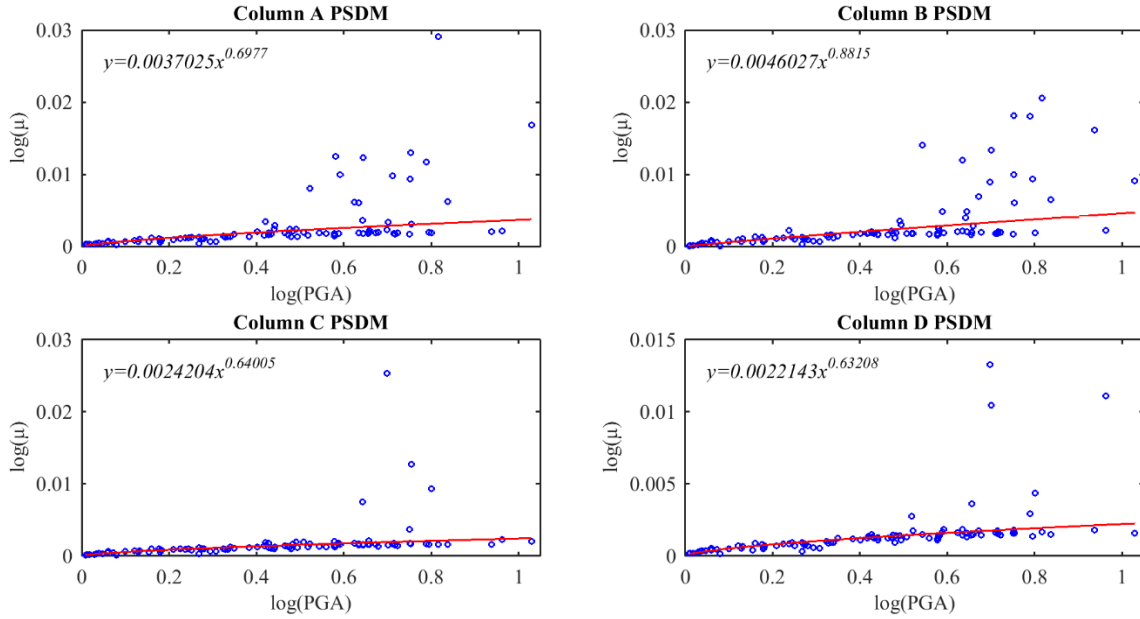 Column A PSDM
0.03
0.02
0.01
0
log(μ)
y=0.0037025x^0.6977
0 0.2 0.4 0.6 0.8 1
log(PGA)
Column B PSDM
0.03
0.02
0.01
0
log(μ)
y=0.0046027x^0.8815
0 0.2 0.4 0.6 0.8 1
log(PGA)
Column C PSDM
0.03
0.02
0.01
0
log(μ)
y=0.0024204x^0.64005
0 0.2 0.4 0.6 0.8 1
log(PGA)
Column D PSDM
0.015
0.01
0.005
0
log(μ)
y=0.0022143x^0.63208
0 0.2 0.4 0.6 0.8 1
log(PGA)